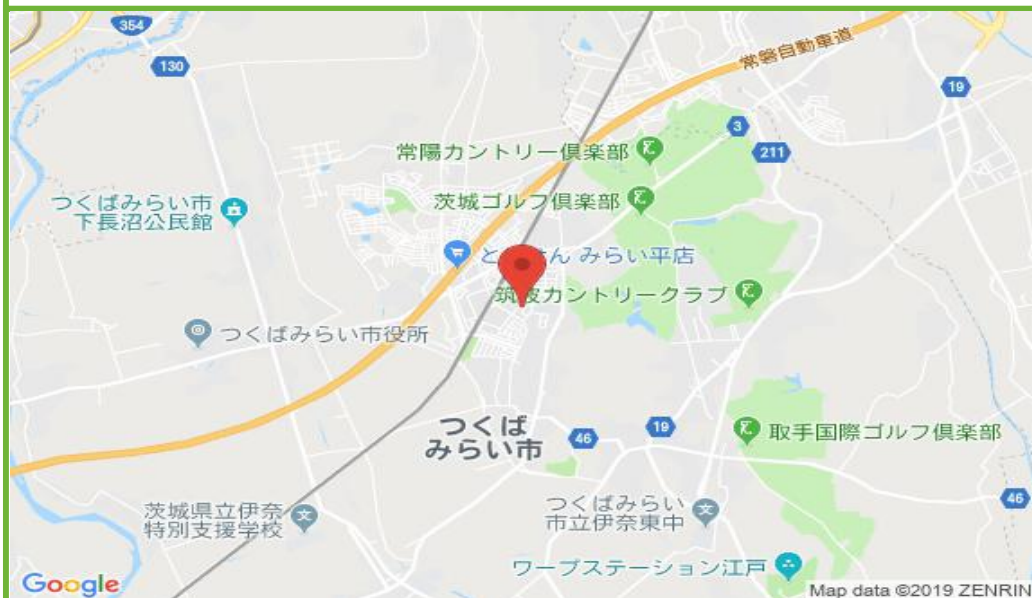 354
130
常磐自動車道
19
3
常陽カントリー倶楽部
211
茨城ゴルフ倶楽部
つくばみらい市
下長沼公民館
と せん みらい平店
筑波カントリークラブ
つくばみらい市役所
つくば
みらい市
46
19
取手国際ゴルフ倶楽部
46
茨城県立伊奈
特別支援学校
つくばみらい
市立伊奈東中
ワープステーション江戸
Google
Map data ©2019 ZENRIN